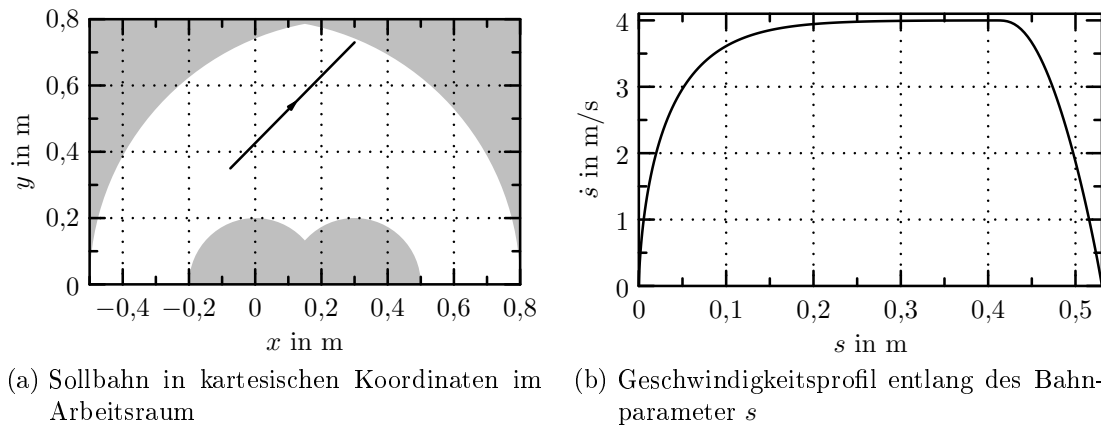 0,8
0,6
0,4
0,2
0
y in m
−0,4 −0,2 0 0,2 0,4 0,6 0,8
x in m
4
3
2
1
0
ṡ in m/s
0 0,1 0,2 0,3 0,4 0,5
s in m
(a) Sollbahn in kartesischen Koordinaten im
Arbeitsraum
(b) Geschwindigkeitsprofil entlang des Bahn-
parameter s